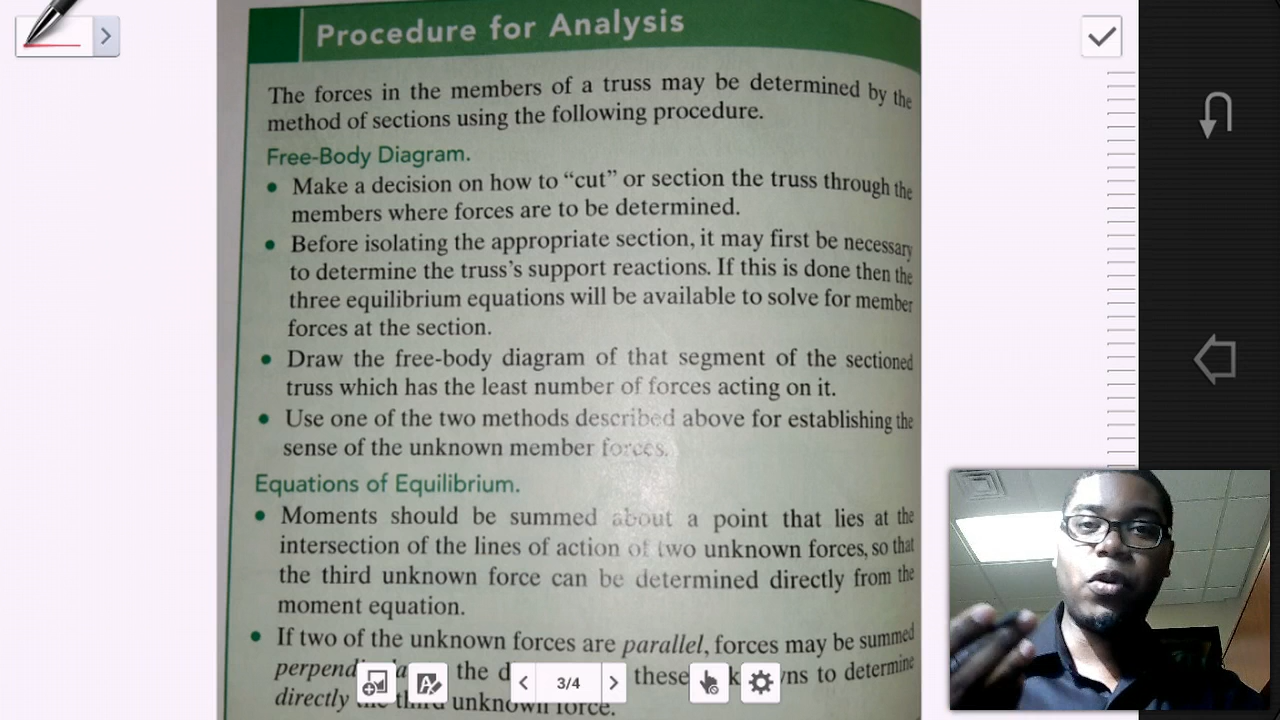 Procedure for Analysis
The forces in the members of a truss may be determined by the
method of sections using the following procedure.
Free-Body Diagram.
• Make a decision on how to “cut” or section the truss through the
members where forces are to be determined.
• Before isolating the appropriate section, it may first be necessary
to determine the truss’s support reactions. If this is done then the
three equilibrium equations will be available to solve for member
forces at the section.
• Draw the free-body diagram of that segment of the sectioned
truss which has the least number of forces acting on it.
• Use one of the two methods described above for establishing the
sense of the unknown member forces.
Equations of Equilibrium.
• Moments should be summed about a point that lies at the
intersection of the lines of action of two unknown forces, so that
the third unknown force can be determined directly from the
moment equation.
• If two of the unknown forces are parallel, forces may be summed
the these to determine
directly the third unknown force.
3/4